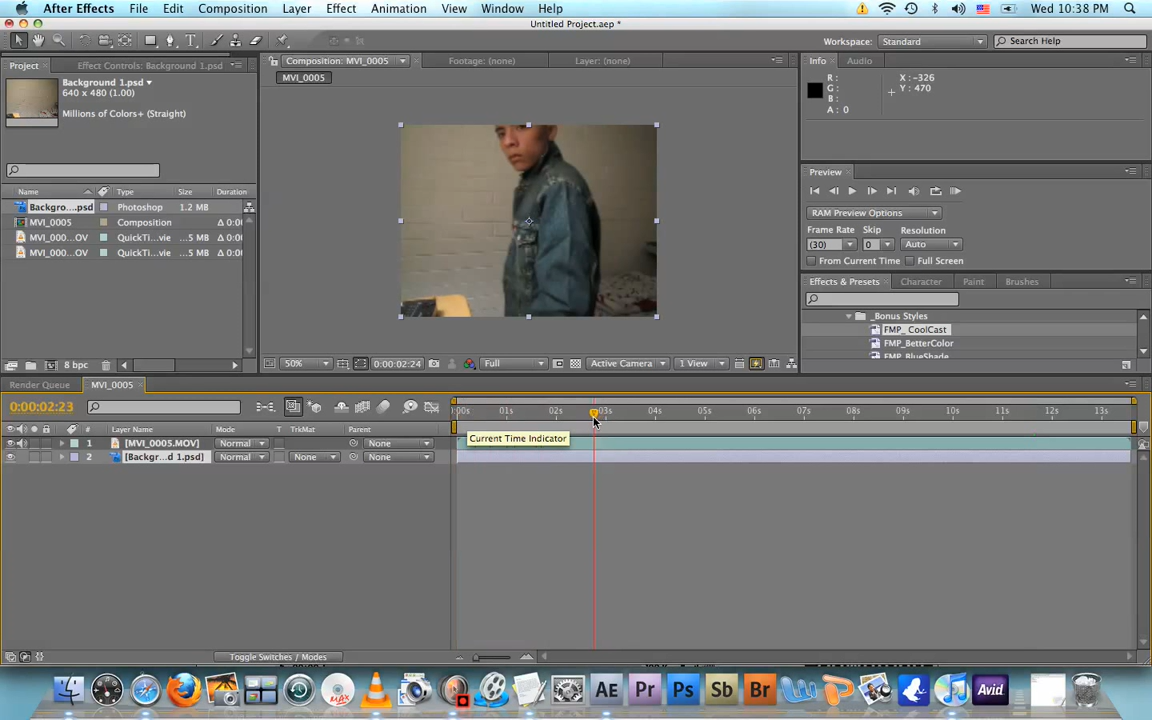 After Effects File Edit Composition Layer Effect Animation View Window Help Wed 10:38 PM
Untitled Project.aep *
Workspace: Standard Search Help
Project Effect Controls: Background 1.psd Composition: MVI_0005 Footage: (none) Layer: (none) Info Audio
Background 1.psd
640 x 480 (1.00)
Millions of Colors+ (Straight)
MVI_0005
R: X: -326
G: Y: 470
B:
A: 0
Preview
RAM Preview Options
Frame Rate Skip Resolution
(30) 0 Auto
From Current Time Full Screen
Effects & Presets Character Paint Brushes
_Bonus Styles
FMP_CoolCast
FMP_BetterColor
FMP_BlueShade
Name Type Size Duration
Backgro....psd Photoshop 1.2 MB
MVI_0005 Composition Δ 0:00
MVI_000...OV QuickTi...vie ...5 MB Δ 0:00
MVI_000...OV QuickTi...vie ...5 MB Δ 0:00
8 bpc
50% 0:00:02:24 Full Active Camera 1 View
Render Queue MVI_0005
0:00:02:23
:00s 01s 02s 03s 04s 05s 06s 07s 08s 09s 10s 11s 12s 13s
# Layer Name Mode T TrkMat Parent
Current Time Indicator
1 [MVI_0005.MOV] Normal None
2 [Backgr...d 1.psd] Normal None None
Toggle Switches / Modes
AE Pr Ps Sb Br Avid